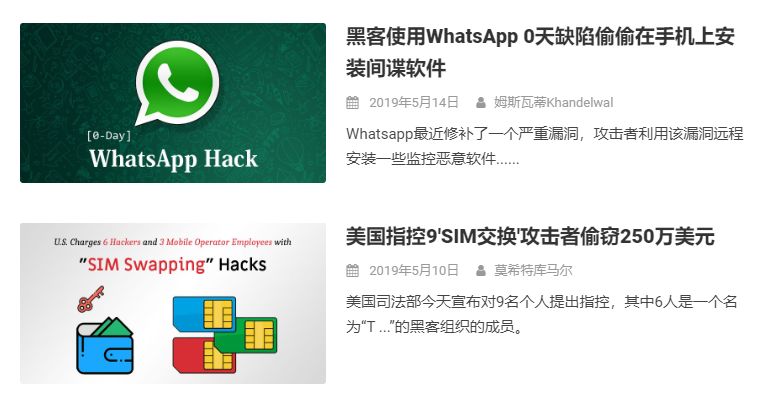 黑客使用WhatsApp 0天缺陷偷偷在手机上安
装间谍软件
2019年5月14日 姆斯瓦蒂Khandelwal
Whatsapp最近修补了一个严重漏洞，攻击者利用该漏洞远程
安装一些监控恶意软件......
[0-Day]
WhatsApp Hack
美国指控9'SIM交换'攻击者偷窃250万美元
2019年5月10日 莫希特库马尔
美国司法部今天宣布对9名个人提出指控，其中6人是一个名
为“T ...”的黑客组织的成员。
U.S. Charges 6 Hackers and 3 Mobile Operator Employees with
"SIM Swapping" Hacks